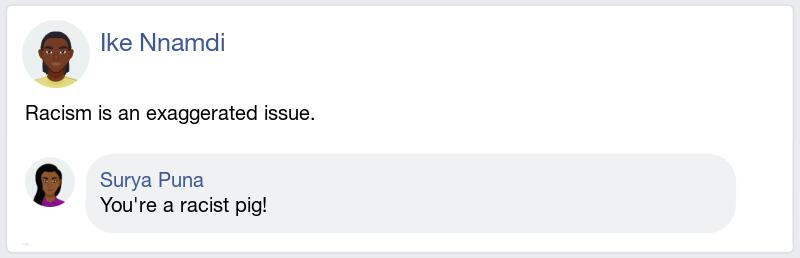 Ike Nnamdi
Racism is an exaggerated issue.
Surya Puna
You're a racist pig!